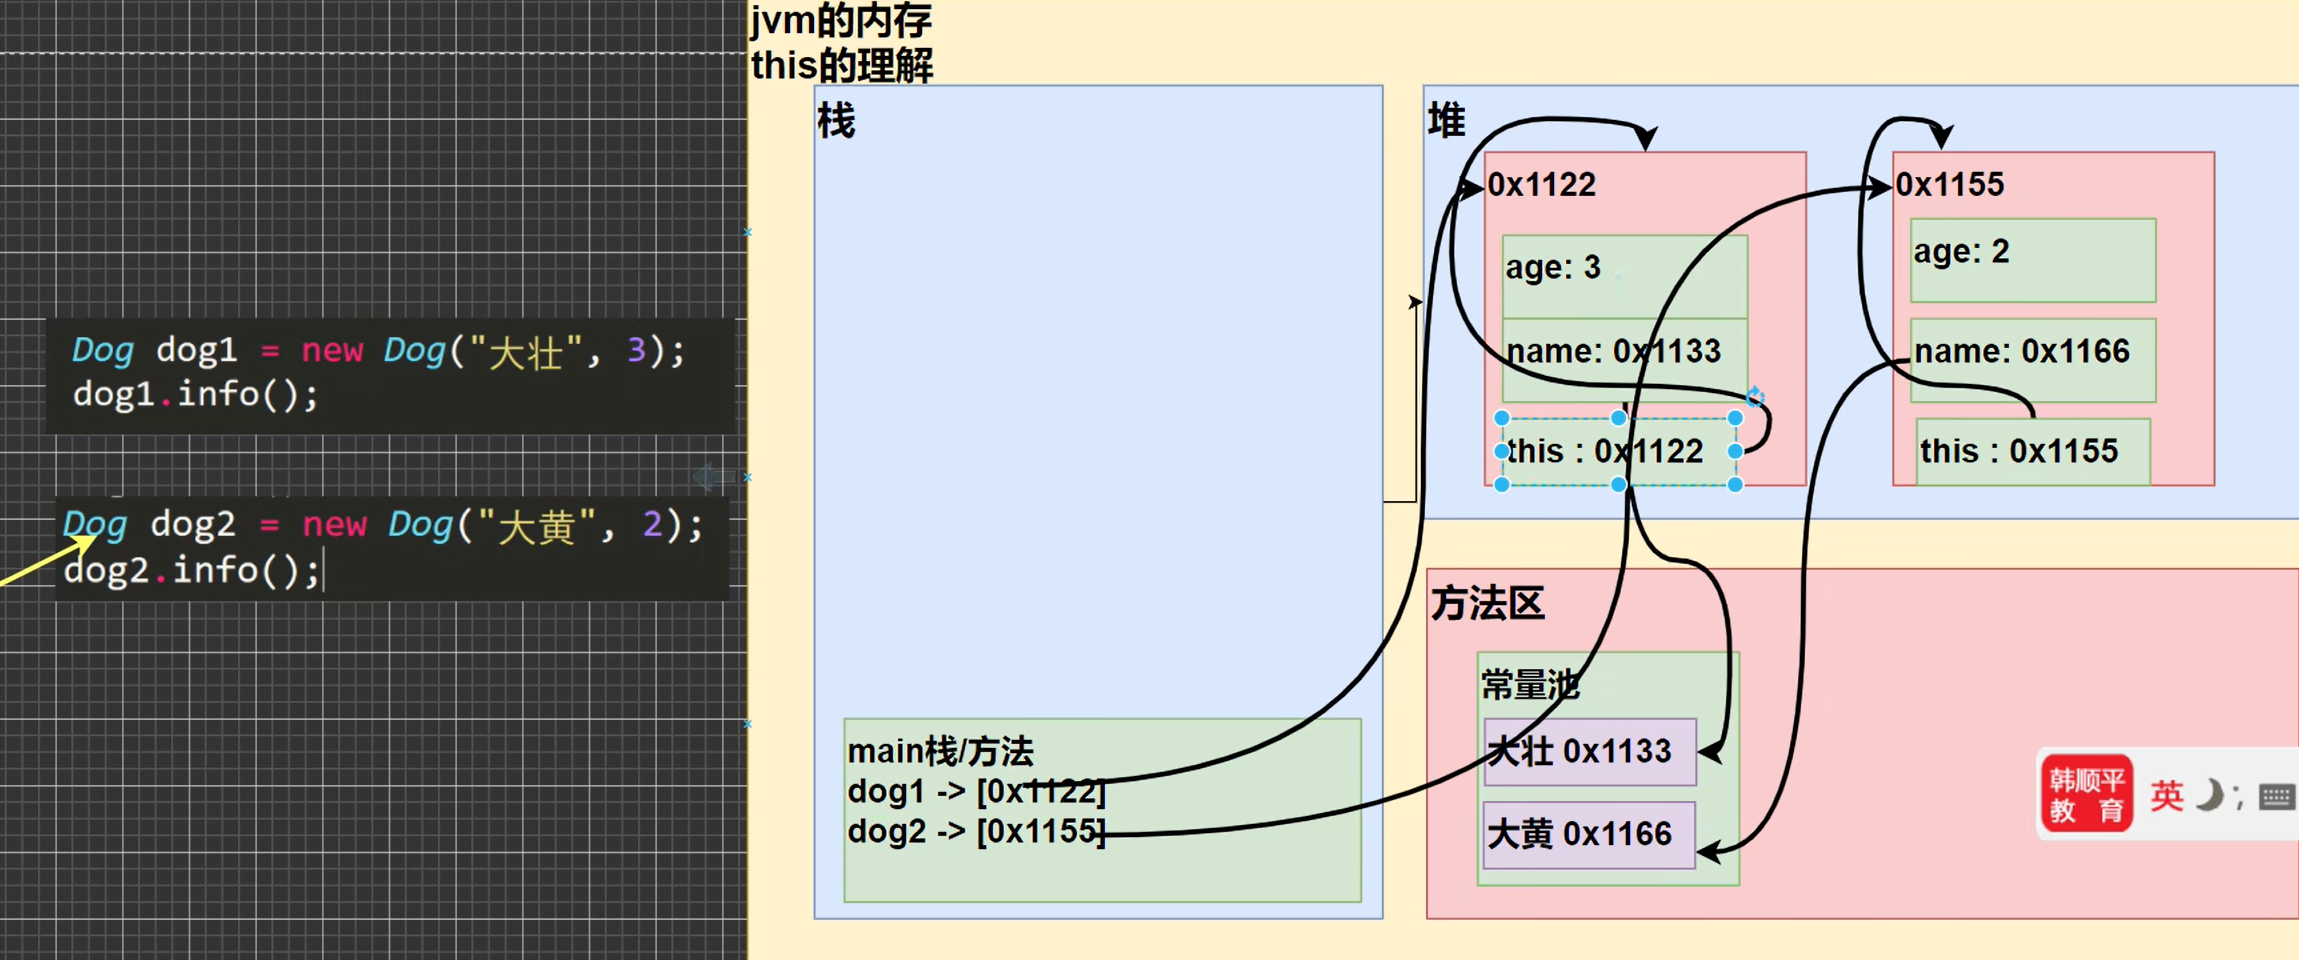 jvm的内存
this的理解
栈
堆
0x1122
age: 3
name: 0x1133
this : 0x1122
0x1155
age: 2
name: 0x1166
this : 0x1155
Dog dog1 = new Dog("大壮", 3);
dog1.info();
Dog dog2 = new Dog("大黄", 2);
dog2.info();
方法区
常量池
大壮 0x1133
大黄 0x1166
main栈/方法
dog1 -> [0x1122]
dog2 -> [0x1155]
韩顺平
教 育
英